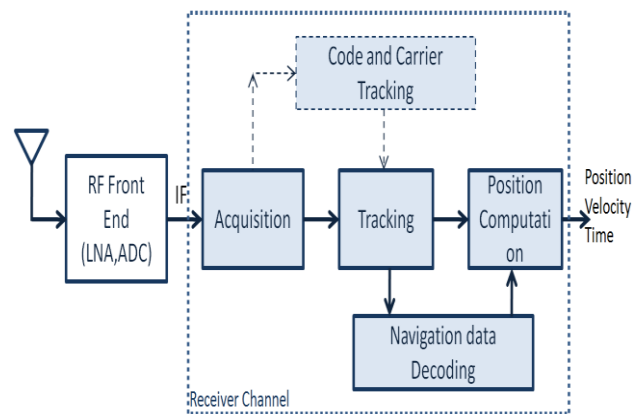 Code and Carrier
Tracking
RF Front
End
(LNA,ADC)
IF
Acquisition
Tracking
Position
Computati
on
Position
Velocity
Time
Navigation data
Decoding
Receiver Channel